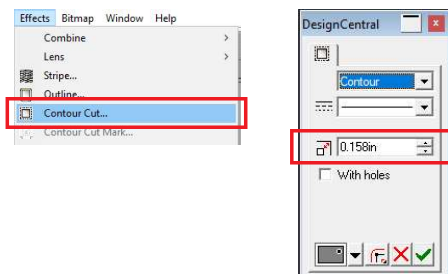 Effects Bitmap Window Help
Combine
Lens
Stripe...
Outline...
Contour Cut...
Contour Cut Mark...
DesignCentral
Contour
0.158in
With holes